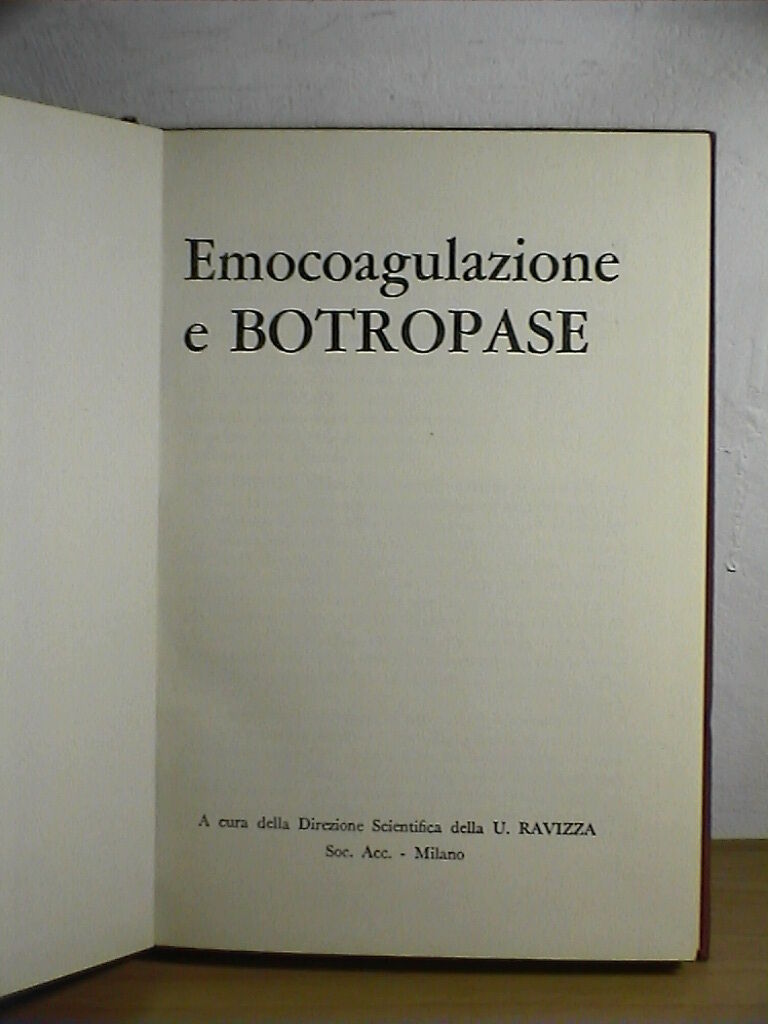 Emocoagulazione
e BOTROPASE
A cura della Direzione Scientifica della U. RAVIZZA
Soc. Acc. - Milano